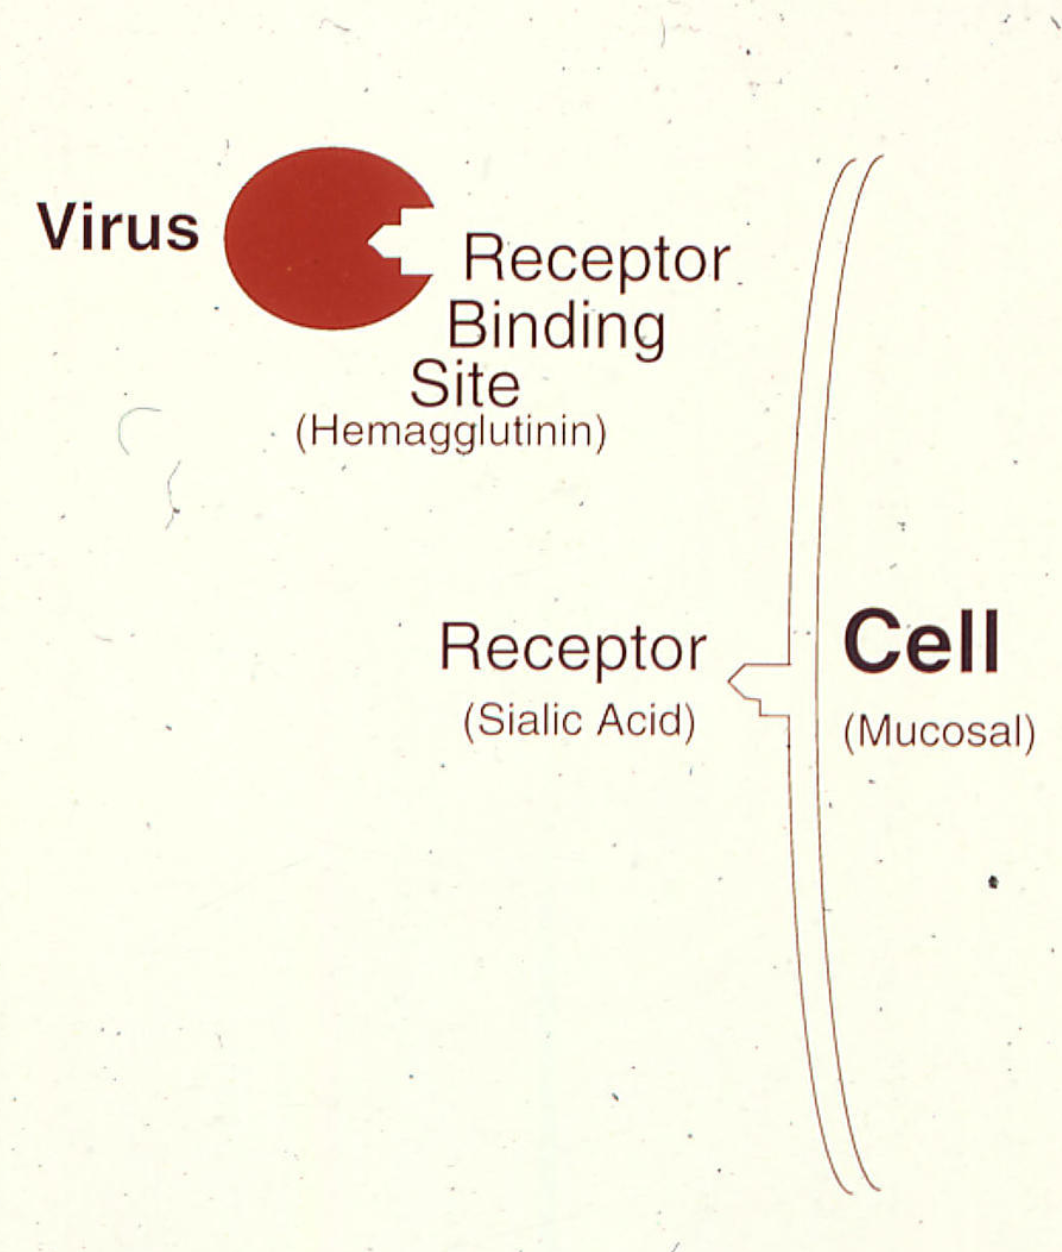 Virus
Receptor
Binding
Site
(Hemagglutinin)
Receptor
(Sialic Acid)
Cell
(Mucosal)